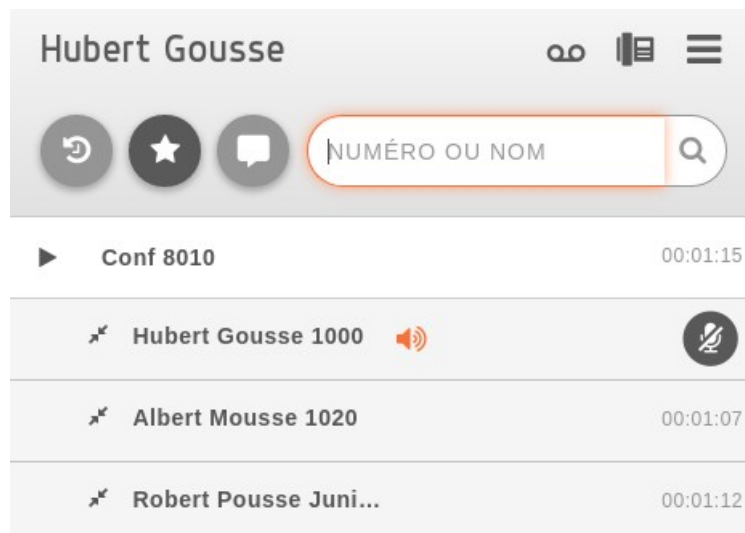 Hubert Gousse
NUMÉRO OU NOM
Conf 8010 00:01:15
Hubert Gousse 1000
Albert Mousse 1020 00:01:07
Robert Pousse Juni... 00:01:12